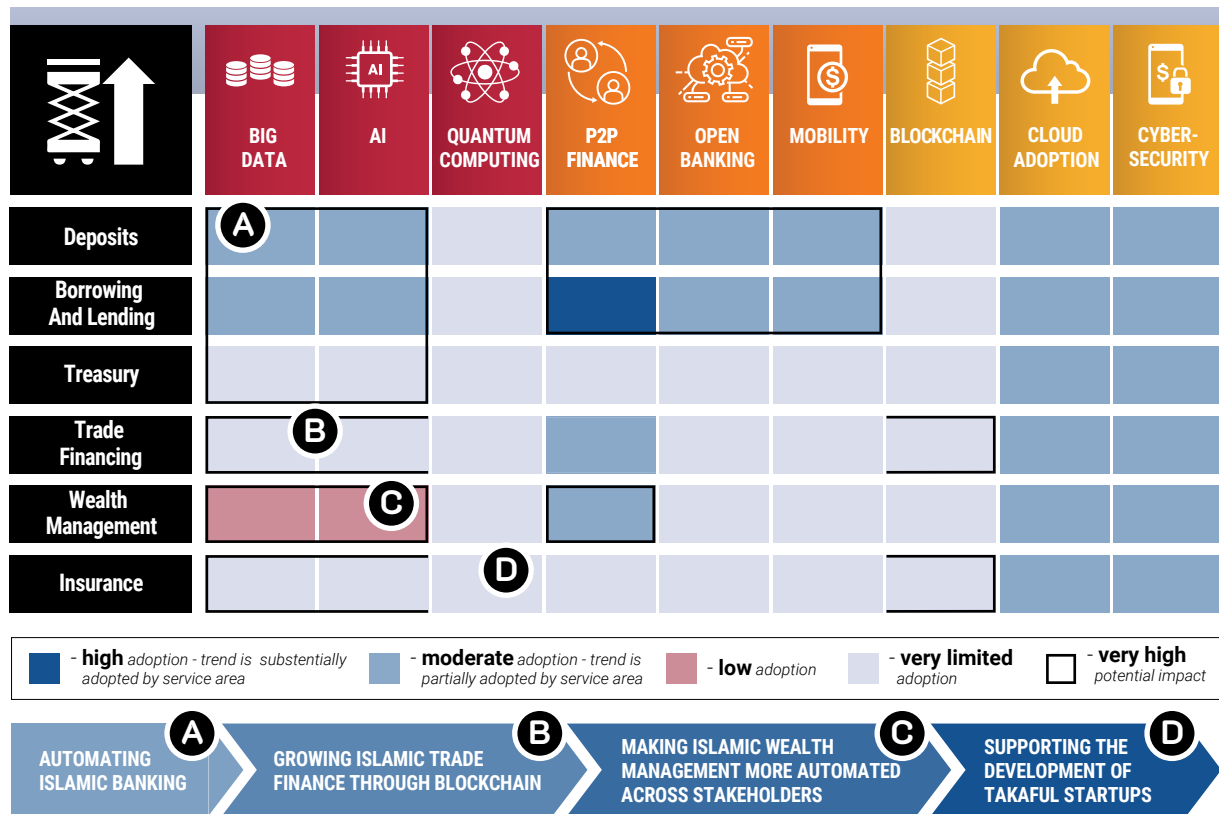 AI
$
$
BIG
DATA
AI
QUANTUM
COMPUTING
P2P
FINANCE
OPEN
BANKING
MOBILITY
BLOCKCHAIN
CLOUD
ADOPTION
CYBER-
SECURITY
Deposits
A
Borrowing
And Lending
Treasury
Trade
Financing
B
Wealth
Management
C
Insurance
D
- high adoption - trend is substantially
adopted by service area
- moderate adoption - trend is
partially adopted by service area
- low adoption
- very limited
adoption
- very high
potential impact
A
AUTOMATING
ISLAMIC BANKING
B
GROWING ISLAMIC TRADE
FINANCE THROUGH BLOCKCHAIN
C
MAKING ISLAMIC WEALTH
MANAGEMENT MORE AUTOMATED
ACROSS STAKEHOLDERS
D
SUPPORTING THE
DEVELOPMENT OF
TAKAFUL STARTUPS